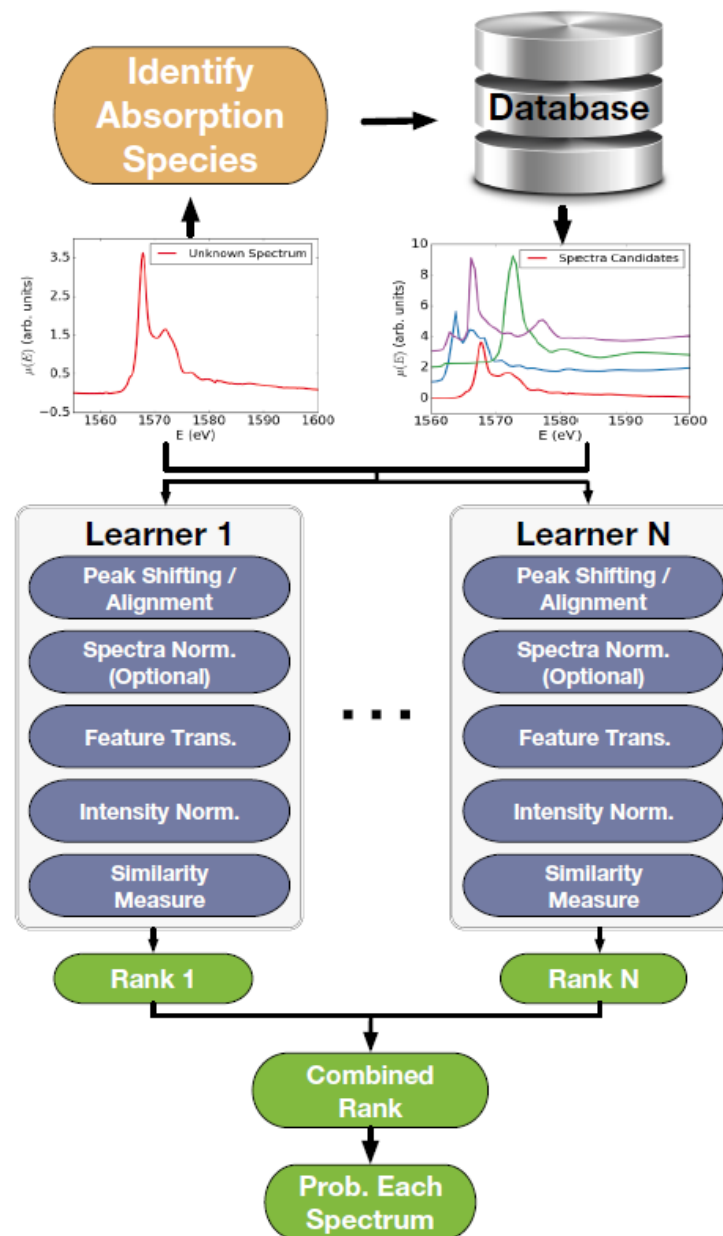 Identify
Absorption
Species
Database
3.5
2.5
1.5
0.5
−0.5
μ(E) (arb. units)
Unknown Spectrum
1560 1570 1580 1590 1600
E (eV)
10
8
6
4
2
0
μ(E) (arb. units)
Spectra Candidates
1560 1570 1580 1590 1600
E (eV)
Learner 1
Peak Shifting /
Alignment
Spectra Norm.
(Optional)
Feature Trans.
Intensity Norm.
Similarity
Measure
Rank 1
...
Learner N
Peak Shifting /
Alignment
Spectra Norm.
(Optional)
Feature Trans.
Intensity Norm.
Similarity
Measure
Rank N
Combined
Rank
Prob. Each
Spectrum